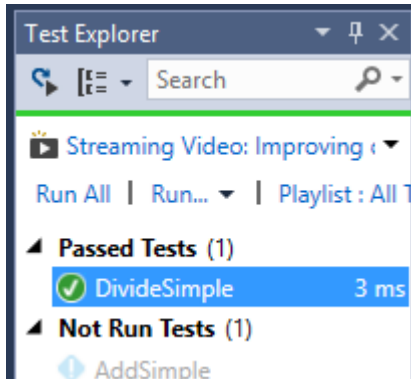 Test Explorer
Search
Streaming Video: Improving
Run All | Run... | Playlist : All
Passed Tests (1)
DivideSimple 3 ms
Not Run Tests (1)
AddSimple